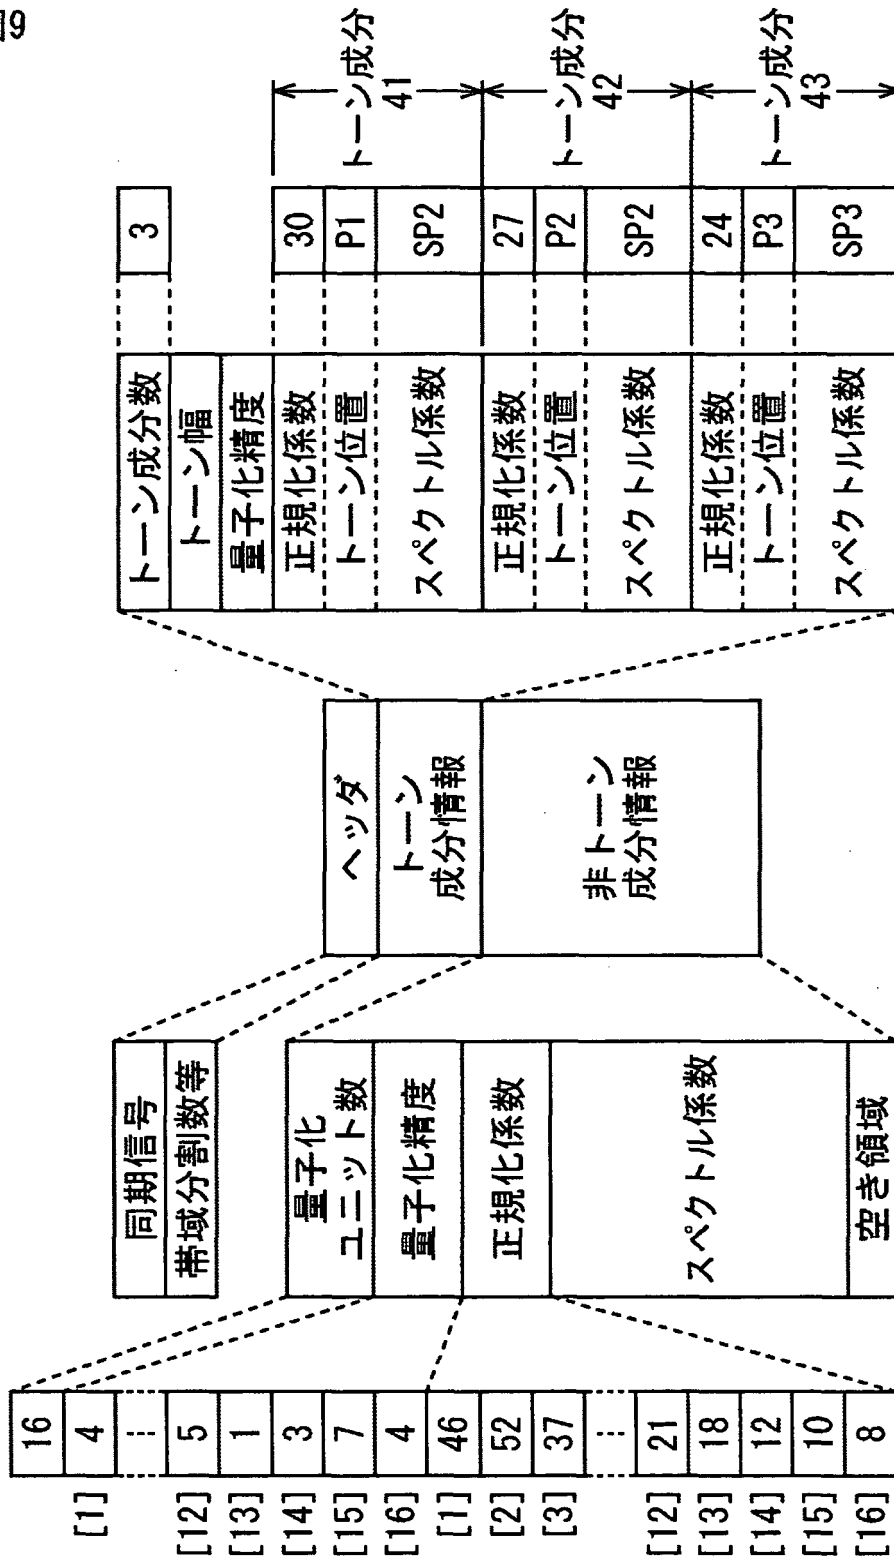 図9
16
[1] 4
[12] 5
[13] 1
[14] 3
[15] 7
[16] 4
[1] 46
[2] 52
[3] 37
[12] 21
[13] 18
[14] 12
[15] 10
[16] 8
同期信号
帯域分割数等
量子化
ユニット数
量子化精度
正規化係数
スペクトル係数
空き領域
ヘッダ
トーン
成分情報
非トーン
成分情報
トーン成分数
トーン幅
量子化精度
正規化係数
トーン位置
スペクトル係数
正規化係数
トーン位置
スペクトル係数
正規化係数
トーン位置
スペクトル係数
3
30
P1
SP2
27
P2
SP2
24
P3
SP3
トーン成分
41
トーン成分
42
トーン成分
43